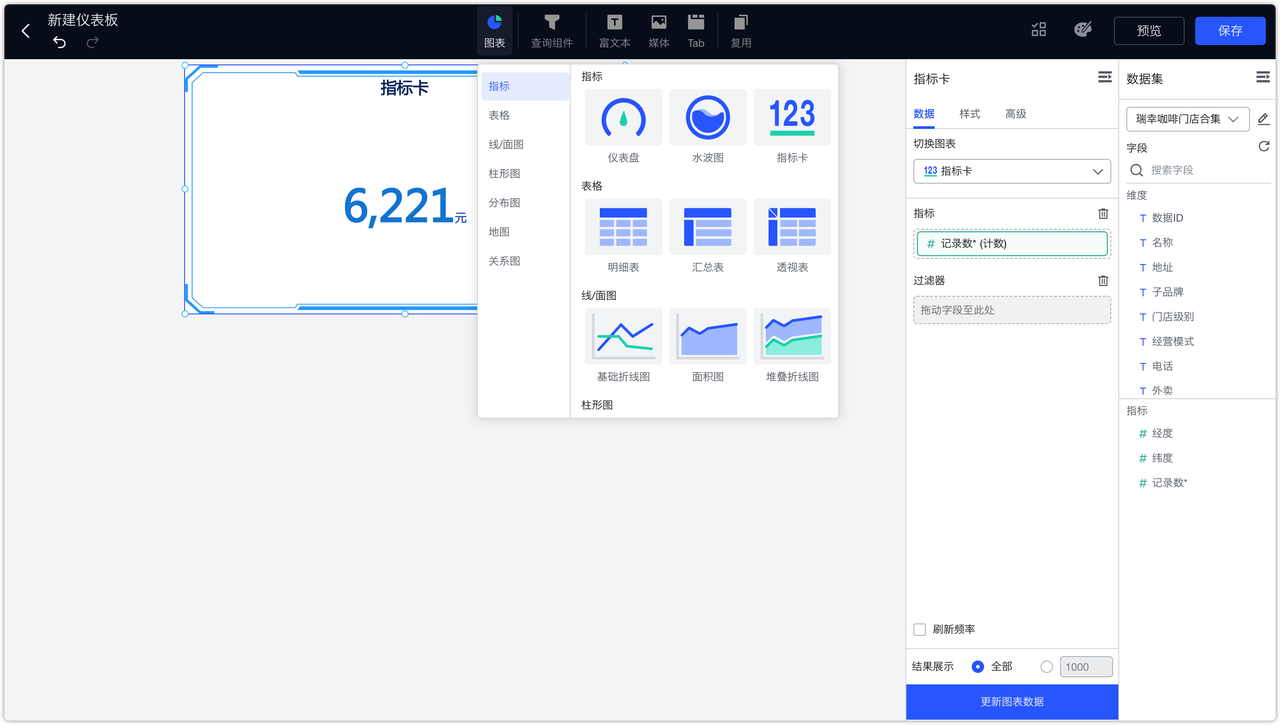 新建仪表板
图表
查询组件
富文本
媒体
Tab
复用
预览
保存
指标卡
6,221元
指标
表格
线/面图
柱形图
分布图
地图
关系图
指标
仪表盘
水波图
123
指标卡
表格
明细表
汇总表
透视表
线/面图
基础折线图
面积图
堆叠折线图
柱形图
指标卡
数据
样式
高级
切换图表
123 指标卡
指标
# 记录数* (计数)
过滤器
拖动字段至此处
刷新频率
结果展示
全部
1000
更新图表数据
数据集
瑞幸咖啡门店合集
字段
搜索字段
维度
T 数据ID
T 名称
T 地址
T 子品牌
T 门店级别
T 经营模式
T 电话
T 外卖
指标
# 经度
# 纬度
# 记录数*